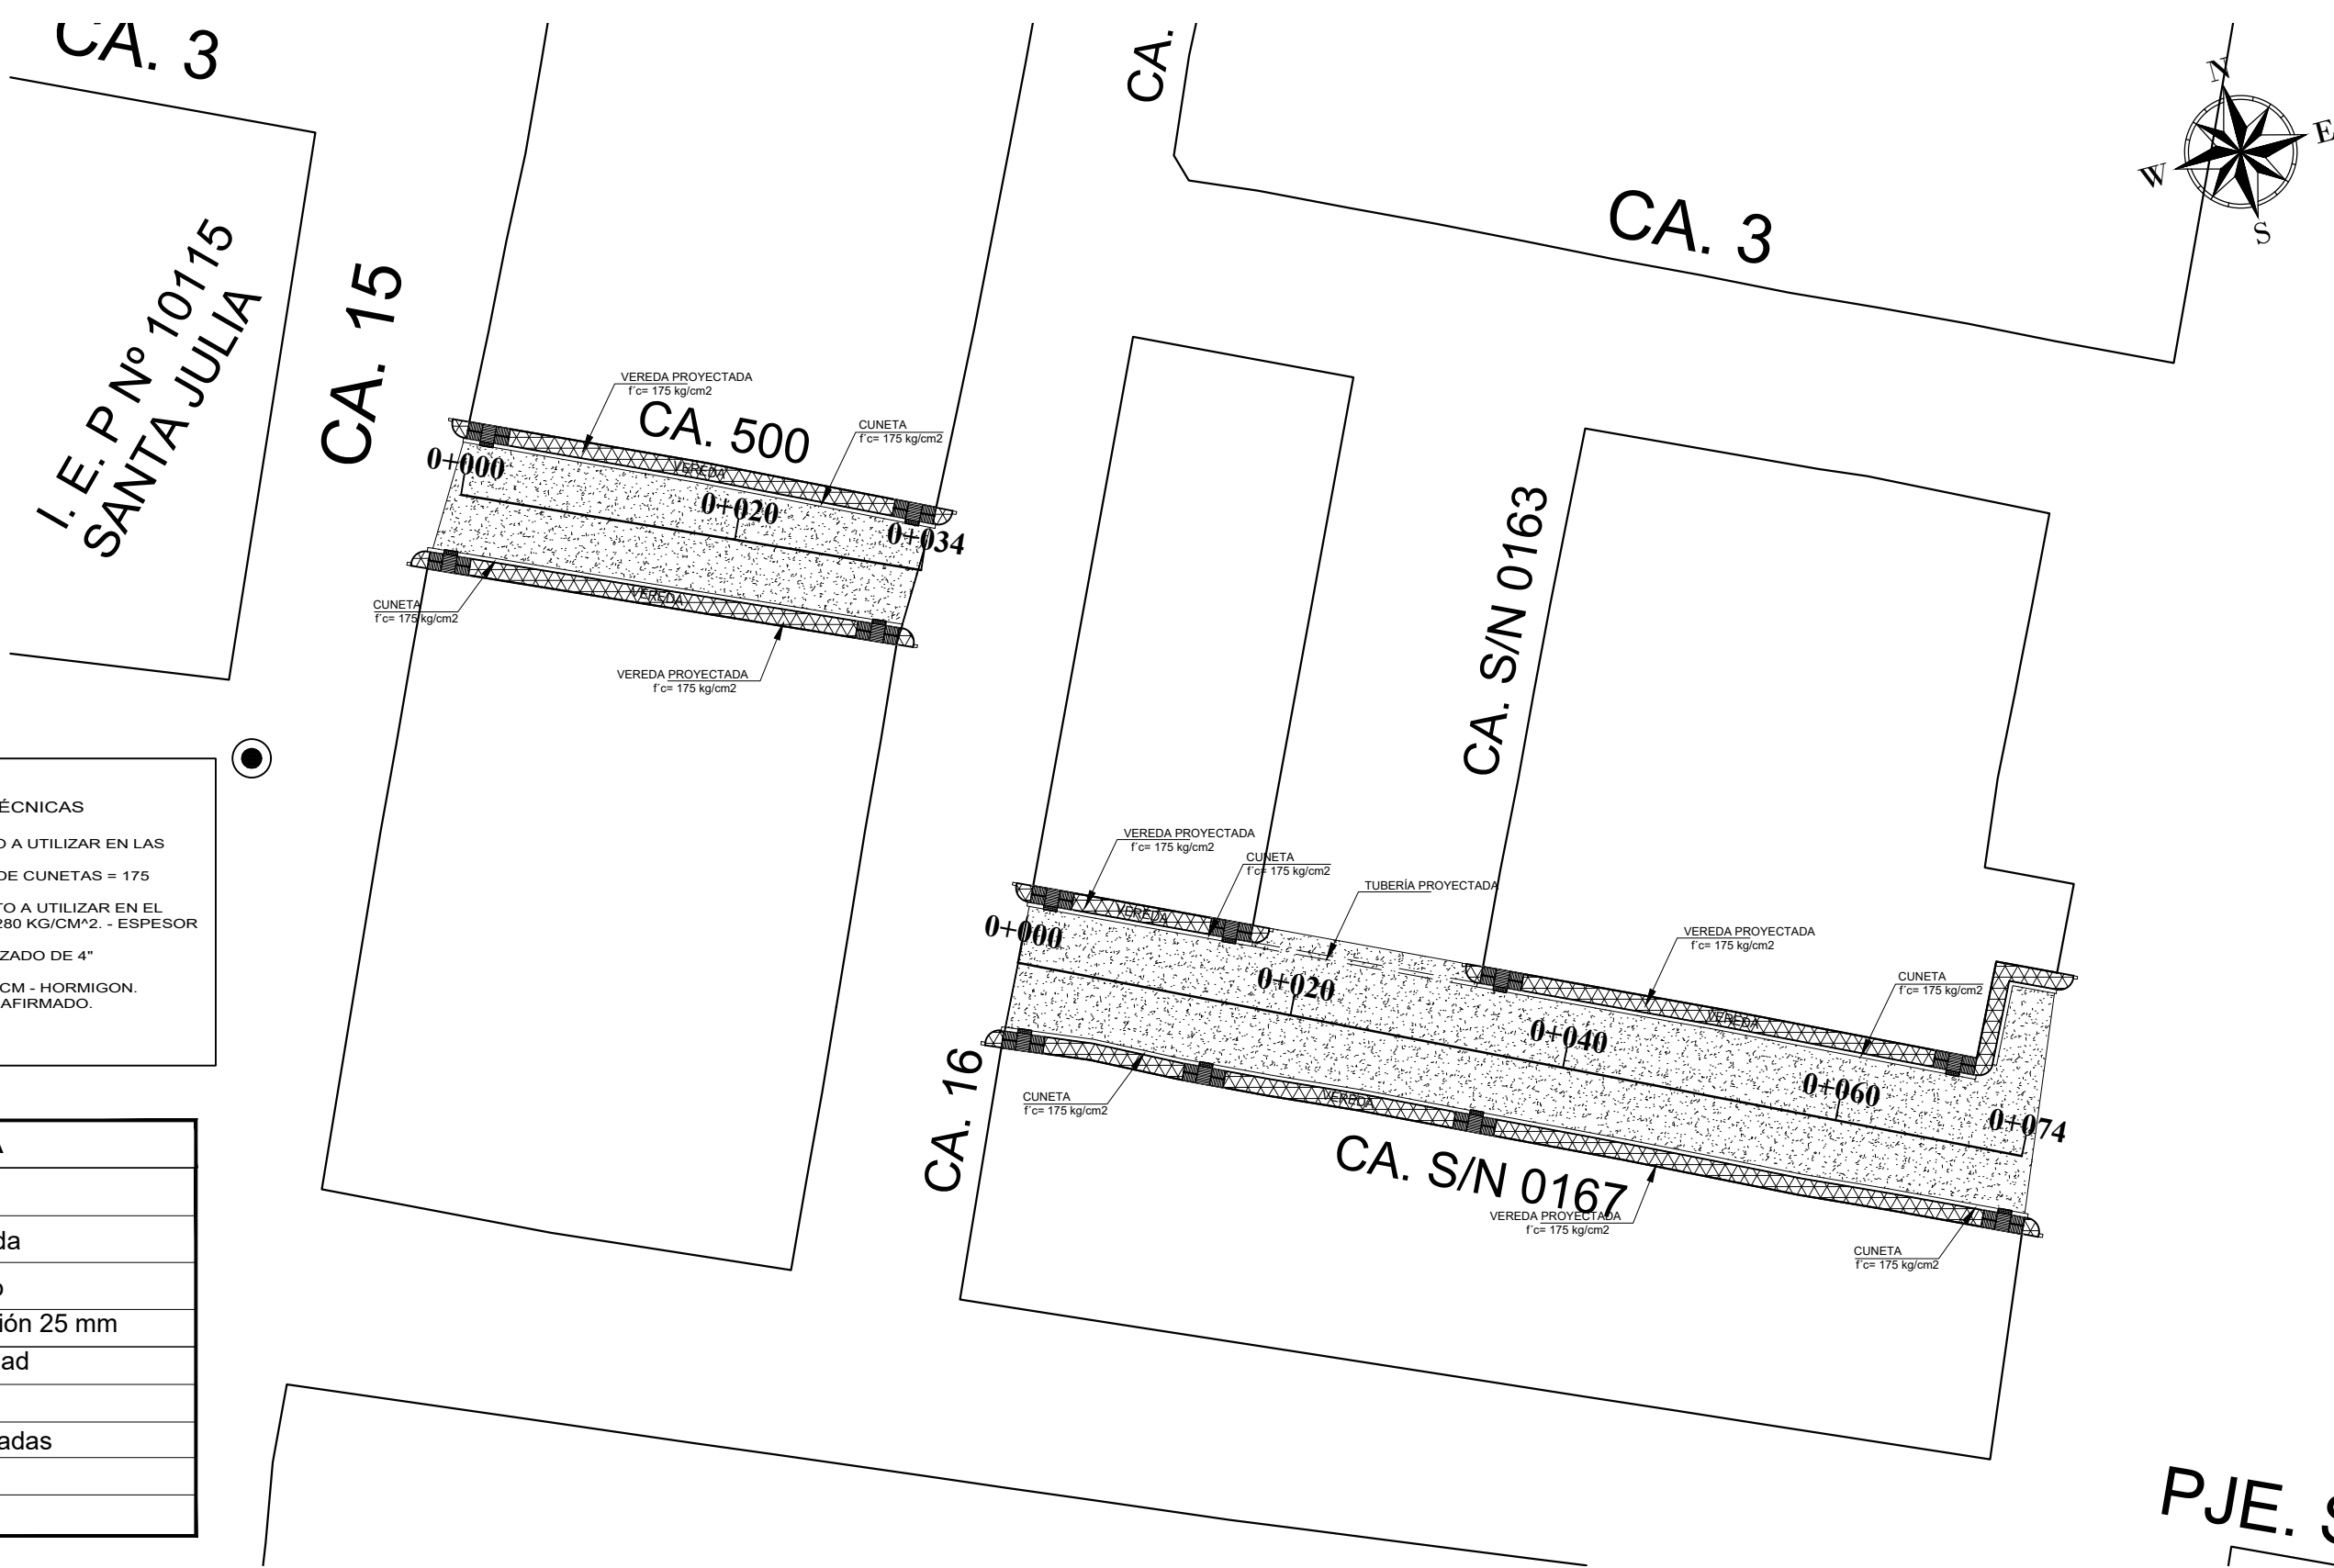 CA. 3
CA.
N
E
W
S
CA. 3
I. E. P Nº 10115
SANTA JULIA
CA. 15
VEREDA PROYECTADA
f´c= 175 kg/cm2
CA. 500
CUNETA
f´c= 175 kg/cm2
0+000
VEREDA
0+020
0+034
CUNETA
f´c= 175 kg/cm2
VEREDA
VEREDA PROYECTADA
f´c= 175 kg/cm2
CA. S/N 0163
ÉCNICAS
O A UTILIZAR EN LAS
DE CUNETAS = 175
TO A UTILIZAR EN EL
280 KG/CM^2. - ESPESOR
ZADO DE 4"
CM - HORMIGON.
AFIRMADO.
VEREDA PROYECTADA
f´c= 175 kg/cm2
CUNETA
f´c= 175 kg/cm2
TUBERÍA PROYECTADA
VEREDA
0+000
VEREDA PROYECTADA
f´c= 175 kg/cm2
CUNETA
f´c= 175 kg/cm2
0+020
VEREDA
0+040
0+060
0+074
CA. 16
CUNETA
f´c= 175 kg/cm2
VEREDA
CA. S/N 0167
VEREDA PROYECTADA
f´c= 175 kg/cm2
CUNETA
f´c= 175 kg/cm2
A
da
o
ión 25 mm
ad
adas
PJE. S